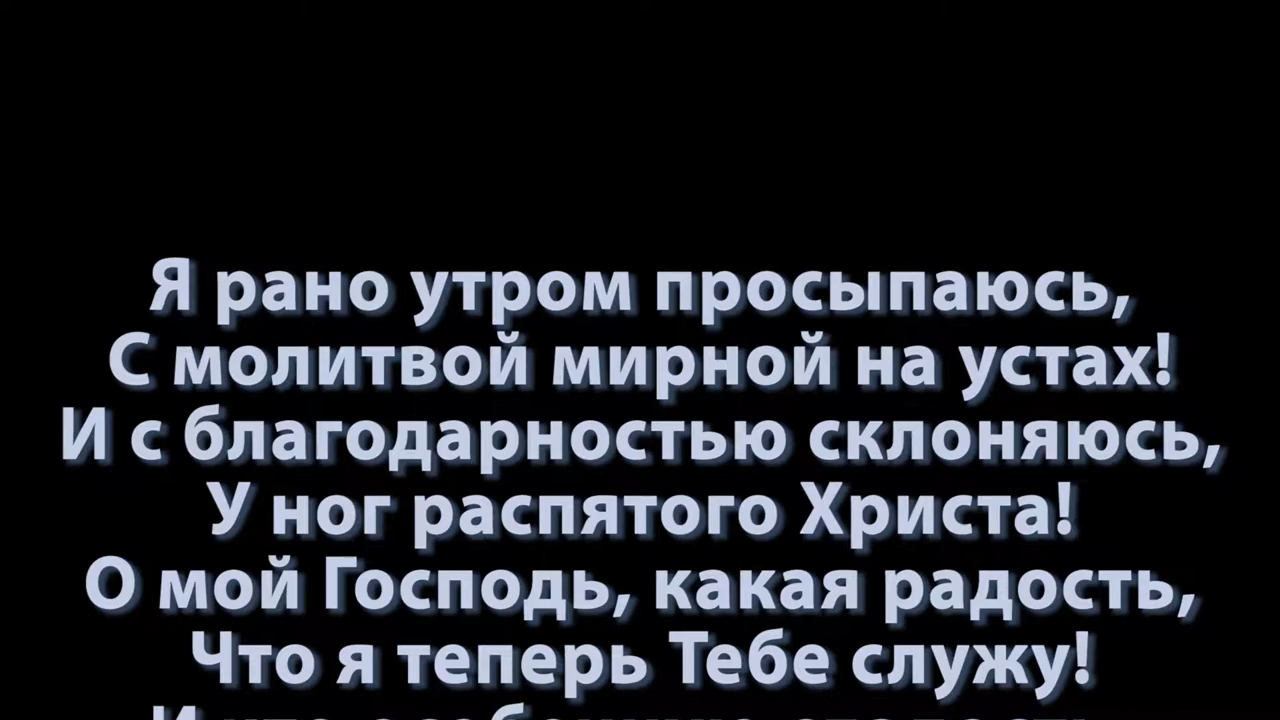 Я рано утром просыпаюсь,
С молитвой мирной на устах!
И с благодарностью склоняюсь,
У ног распятого Христа!
О мой Господь, какая радость,
Что я теперь Тебе служу!